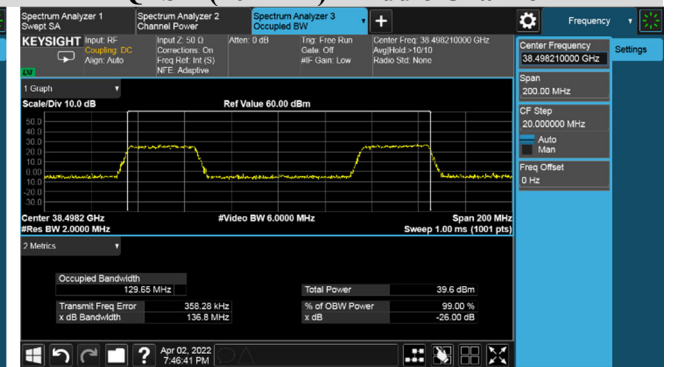 Spectrum Analyzer 1
Swept SA
Spectrum Analyzer 2
Channel Power
Spectrum Analyzer 3
Occupied BW
Frequency
KEYSIGHT
Input: RF
Coupling: DC
Align: Auto
Input Z: 50 Ω
Corrections: On
Freq Ref: Int (S)
NFE: Adaptive
Atten: 0 dB
Trig: Free Run
Gate: Off
#IF Gain: Low
Center Freq: 38.498210000 GHz
Avg|Hold:>10/10
Radio Std: None
Center Frequency
38.498210000 GHz
Settings
Span
200.00 MHz
CF Step
20.000000 MHz
Auto
Man
Freq Offset
0 Hz
1 Graph
Scale/Div 10.0 dB
Ref Value 60.00 dBm
50.0
40.0
30.0
20.0
10.0
0.00
-10.0
-20.0
-30.0
Center 38.4982 GHz
#Video BW 6.0000 MHz
Span 200 MHz
#Res BW 2.0000 MHz
Sweep 1.00 ms (1001 pts)
2 Metrics
Occupied Bandwidth
129.65 MHz
Total Power 39.6 dBm
Transmit Freq Error 358.28 kHz
% of OBW Power 99.00 %
x dB Bandwidth 136.8 MHz
x dB -26.00 dB
Apr 02, 2022
7:46:41 PM